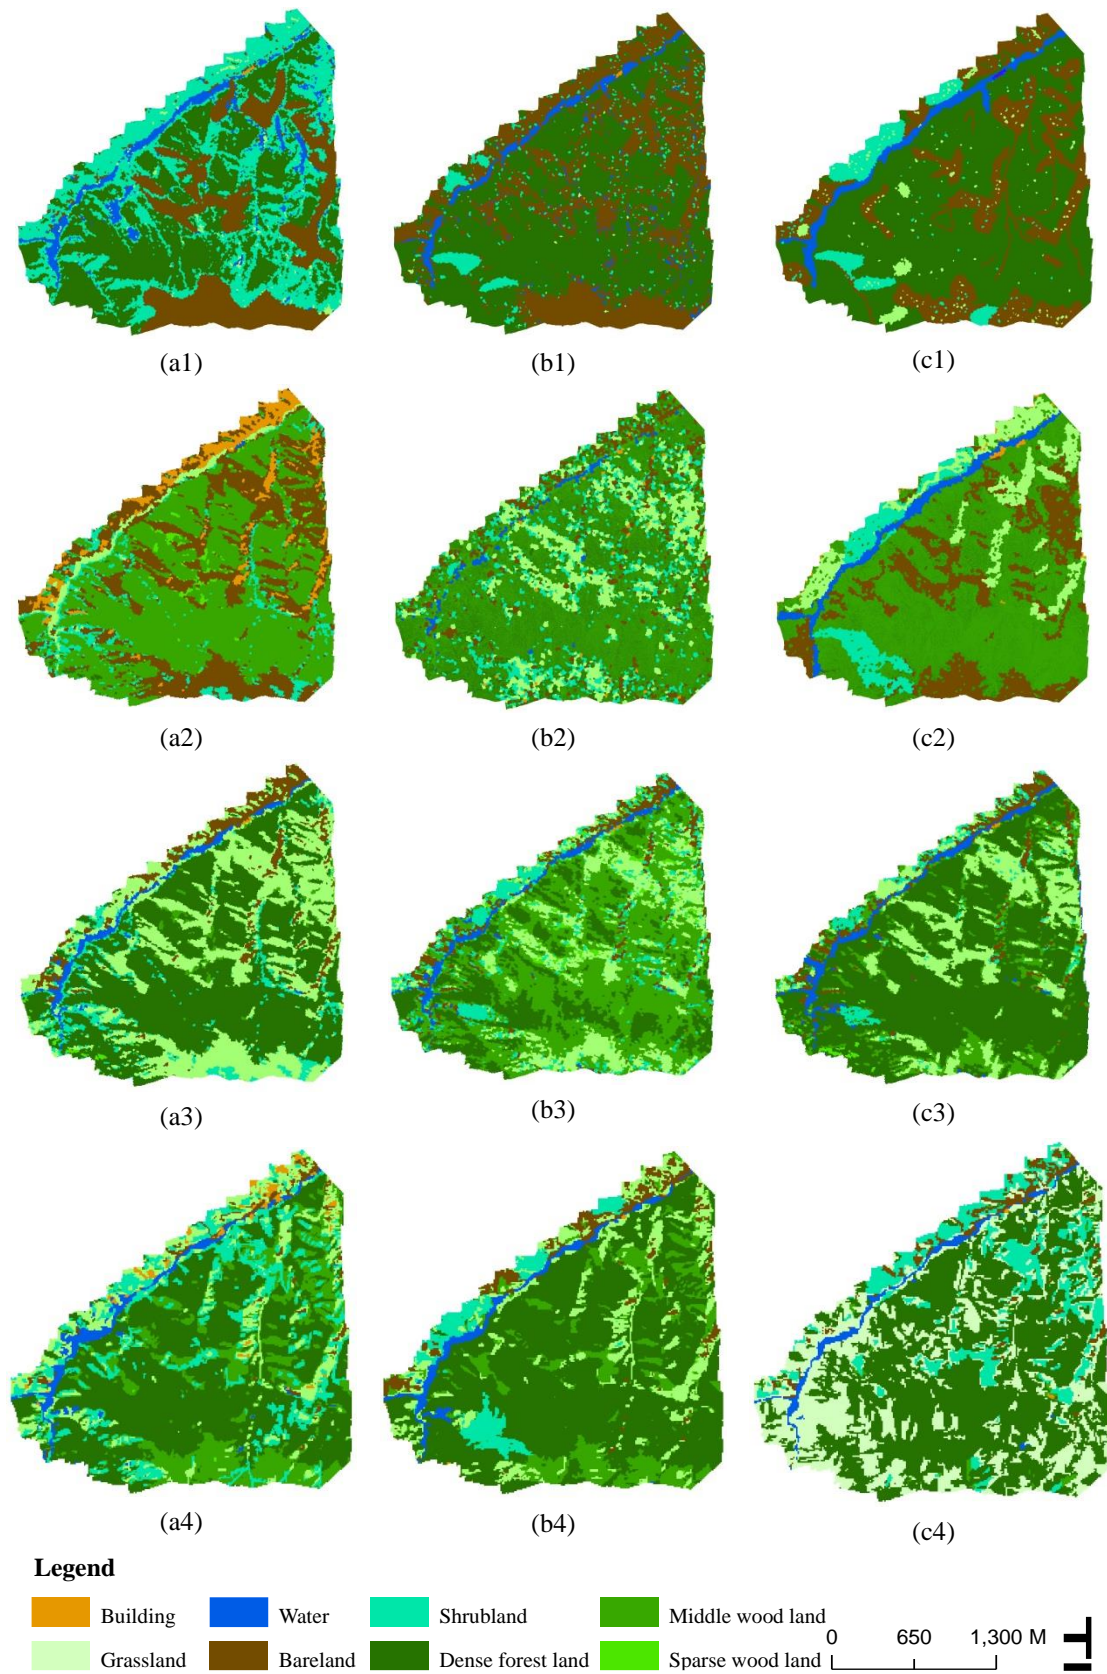 (a1) (b1) (c1)
(a2) (b2) (c2)
(a3) (b3) (c3)
(a4) (b4) (c4)
Legend
Building Water Shrubland Middle wood land
0 650 1,300 M
Grassland Bareland Dense forest land Sparse wood land